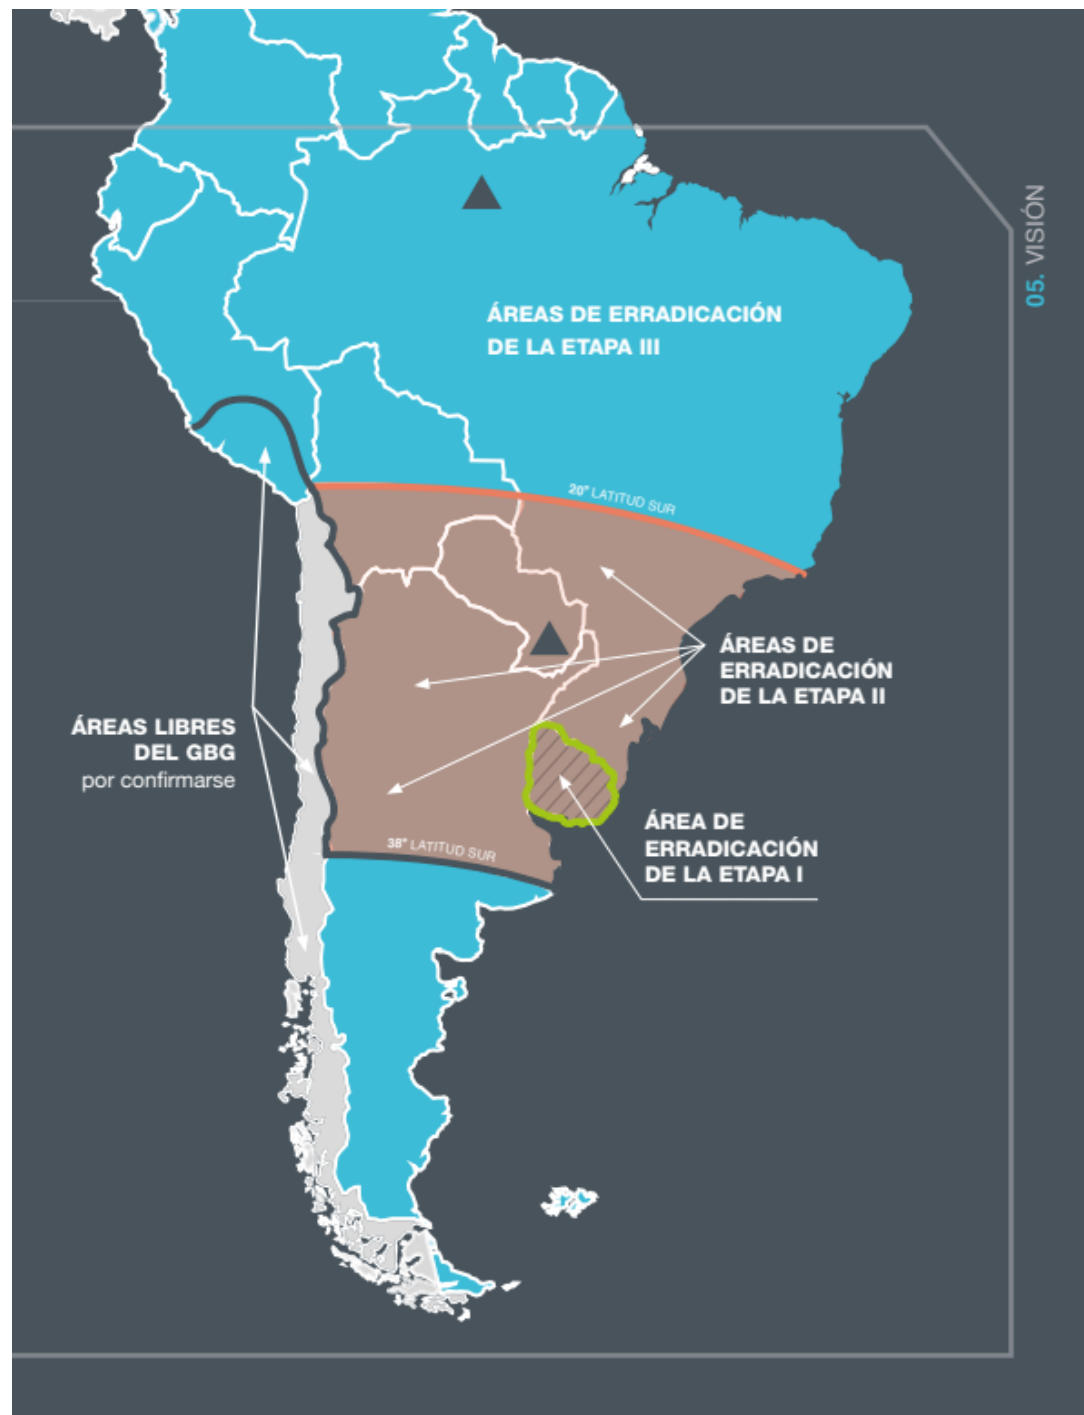 05. VISIÓN
ÁREAS DE ERRADICACIÓN
DE LA ETAPA III
20° LATITUD SUR
ÁREAS DE
ERRADICACIÓN
DE LA ETAPA II
ÁREAS LIBRES
DEL GBG
por confirmarse
ÁREA DE
ERRADICACIÓN
DE LA ETAPA I
38° LATITUD SUR